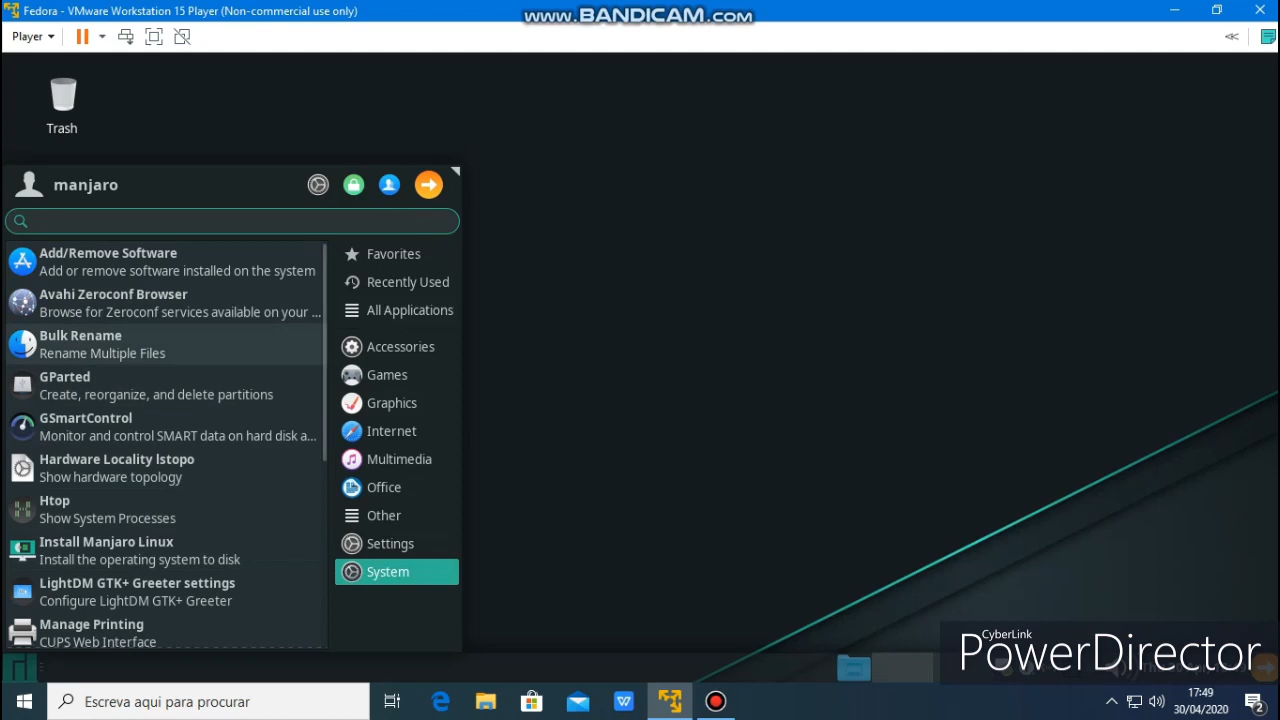 Fedora - VMware Workstation 15 Player (Non-commercial use only)
www.BANDICAM.com
Player
Trash
manjaro
Add/Remove Software
Add or remove software installed on the system
Avahi Zeroconf Browser
Browse for Zeroconf services available on your ...
Bulk Rename
Rename Multiple Files
GParted
Create, reorganize, and delete partitions
GSmartControl
Monitor and control SMART data on hard disk a...
Hardware Locality lstopo
Show hardware topology
Htop
Show System Processes
Install Manjaro Linux
Install the operating system to disk
LightDM GTK+ Greeter settings
Configure LightDM GTK+ Greeter
Manage Printing
CUPS Web Interface
Favorites
Recently Used
All Applications
Accessories
Games
Graphics
Internet
Multimedia
Office
Other
Settings
System
CyberLink
PowerDirector
Escreva aqui para procurar
17:49
30/04/2020
2